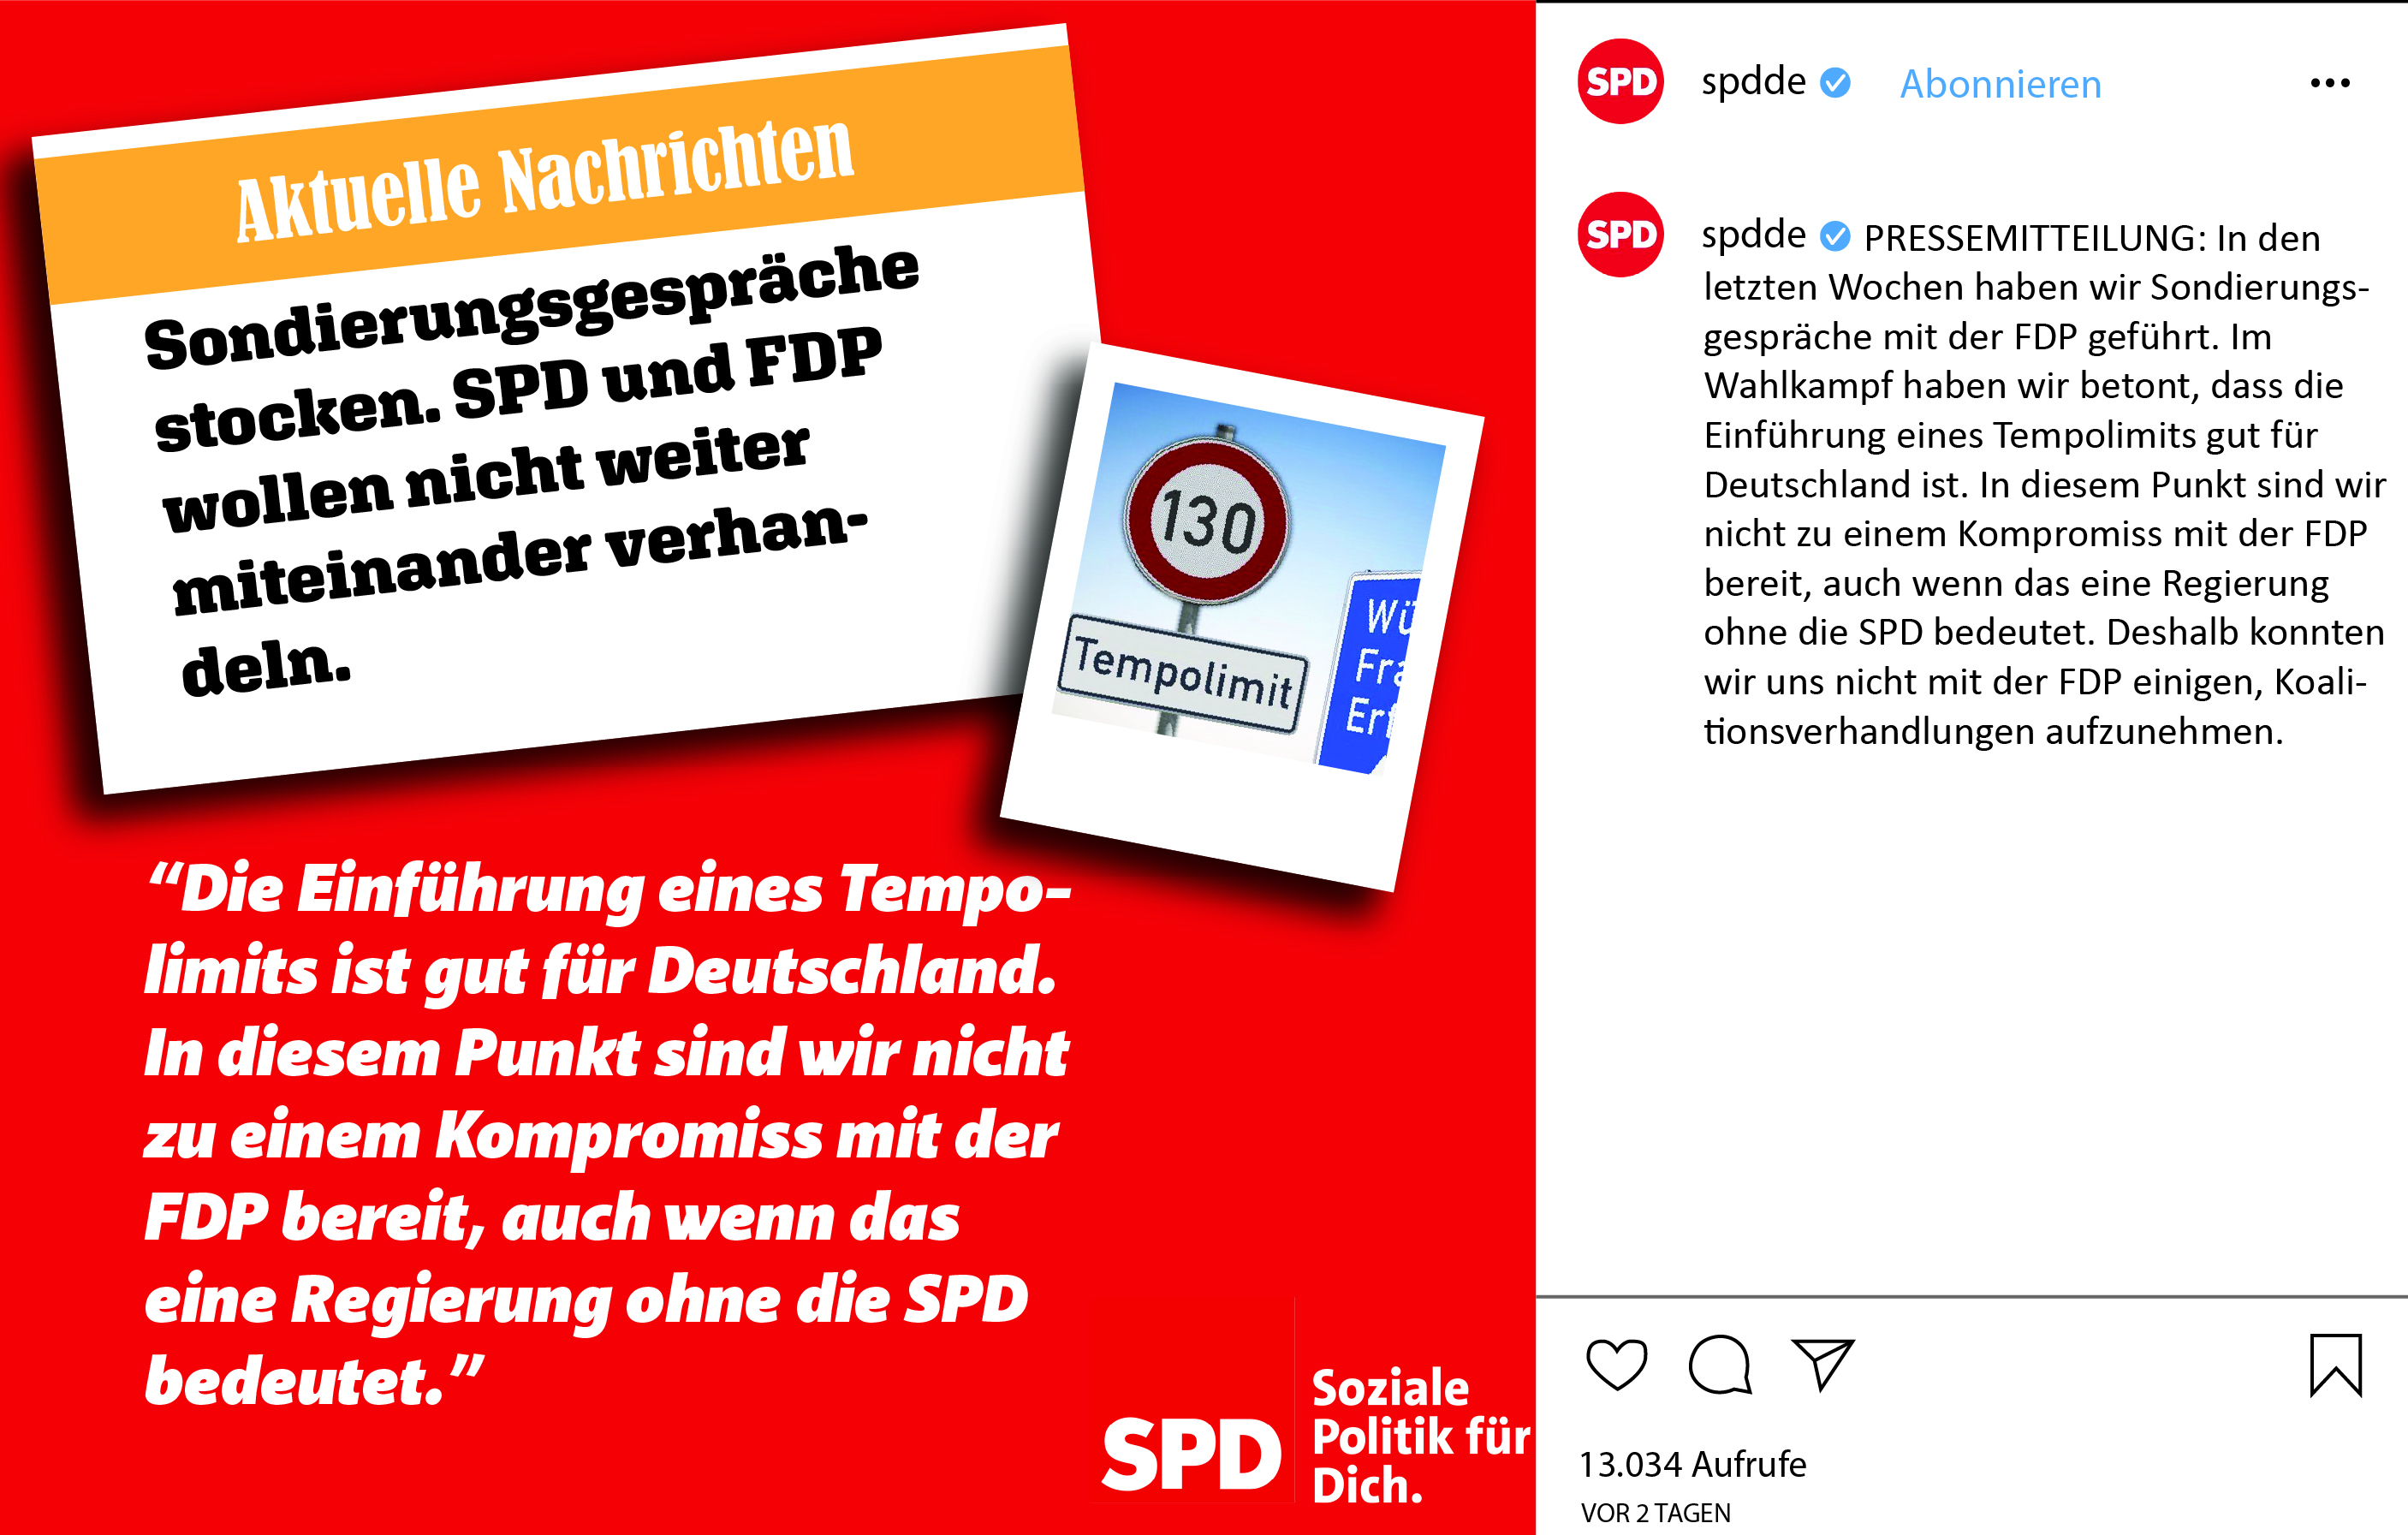 Aktuelle Nachrichten
Sondierungsgespräche
stocken. SPD und FDP
wollen nicht weiter
miteinander verhan-
deln.
130
Tempolimit
Wü
Fra
Erf
“Die Einführung eines Tempo-
limits ist gut für Deutschland.
In diesem Punkt sind wir nicht
zu einem Kompromiss mit der
FDP bereit, auch wenn das
eine Regierung ohne die SPD
bedeutet.”
SPD
Soziale
Politik für
Dich.
SPD spdde Abonnieren
SPD spdde PRESSEMITTEILUNG: In den
letzten Wochen haben wir Sondierungs-
gespräche mit der FDP geführt. Im
Wahlkampf haben wir betont, dass die
Einführung eines Tempolimits gut für
Deutschland ist. In diesem Punkt sind wir
nicht zu einem Kompromiss mit der FDP
bereit, auch wenn das eine Regierung
ohne die SPD bedeutet. Deshalb konnten
wir uns nicht mit der FDP einigen, Koali-
tionsverhandlungen aufzunehmen.
13.034 Aufrufe
VOR 2 TAGEN